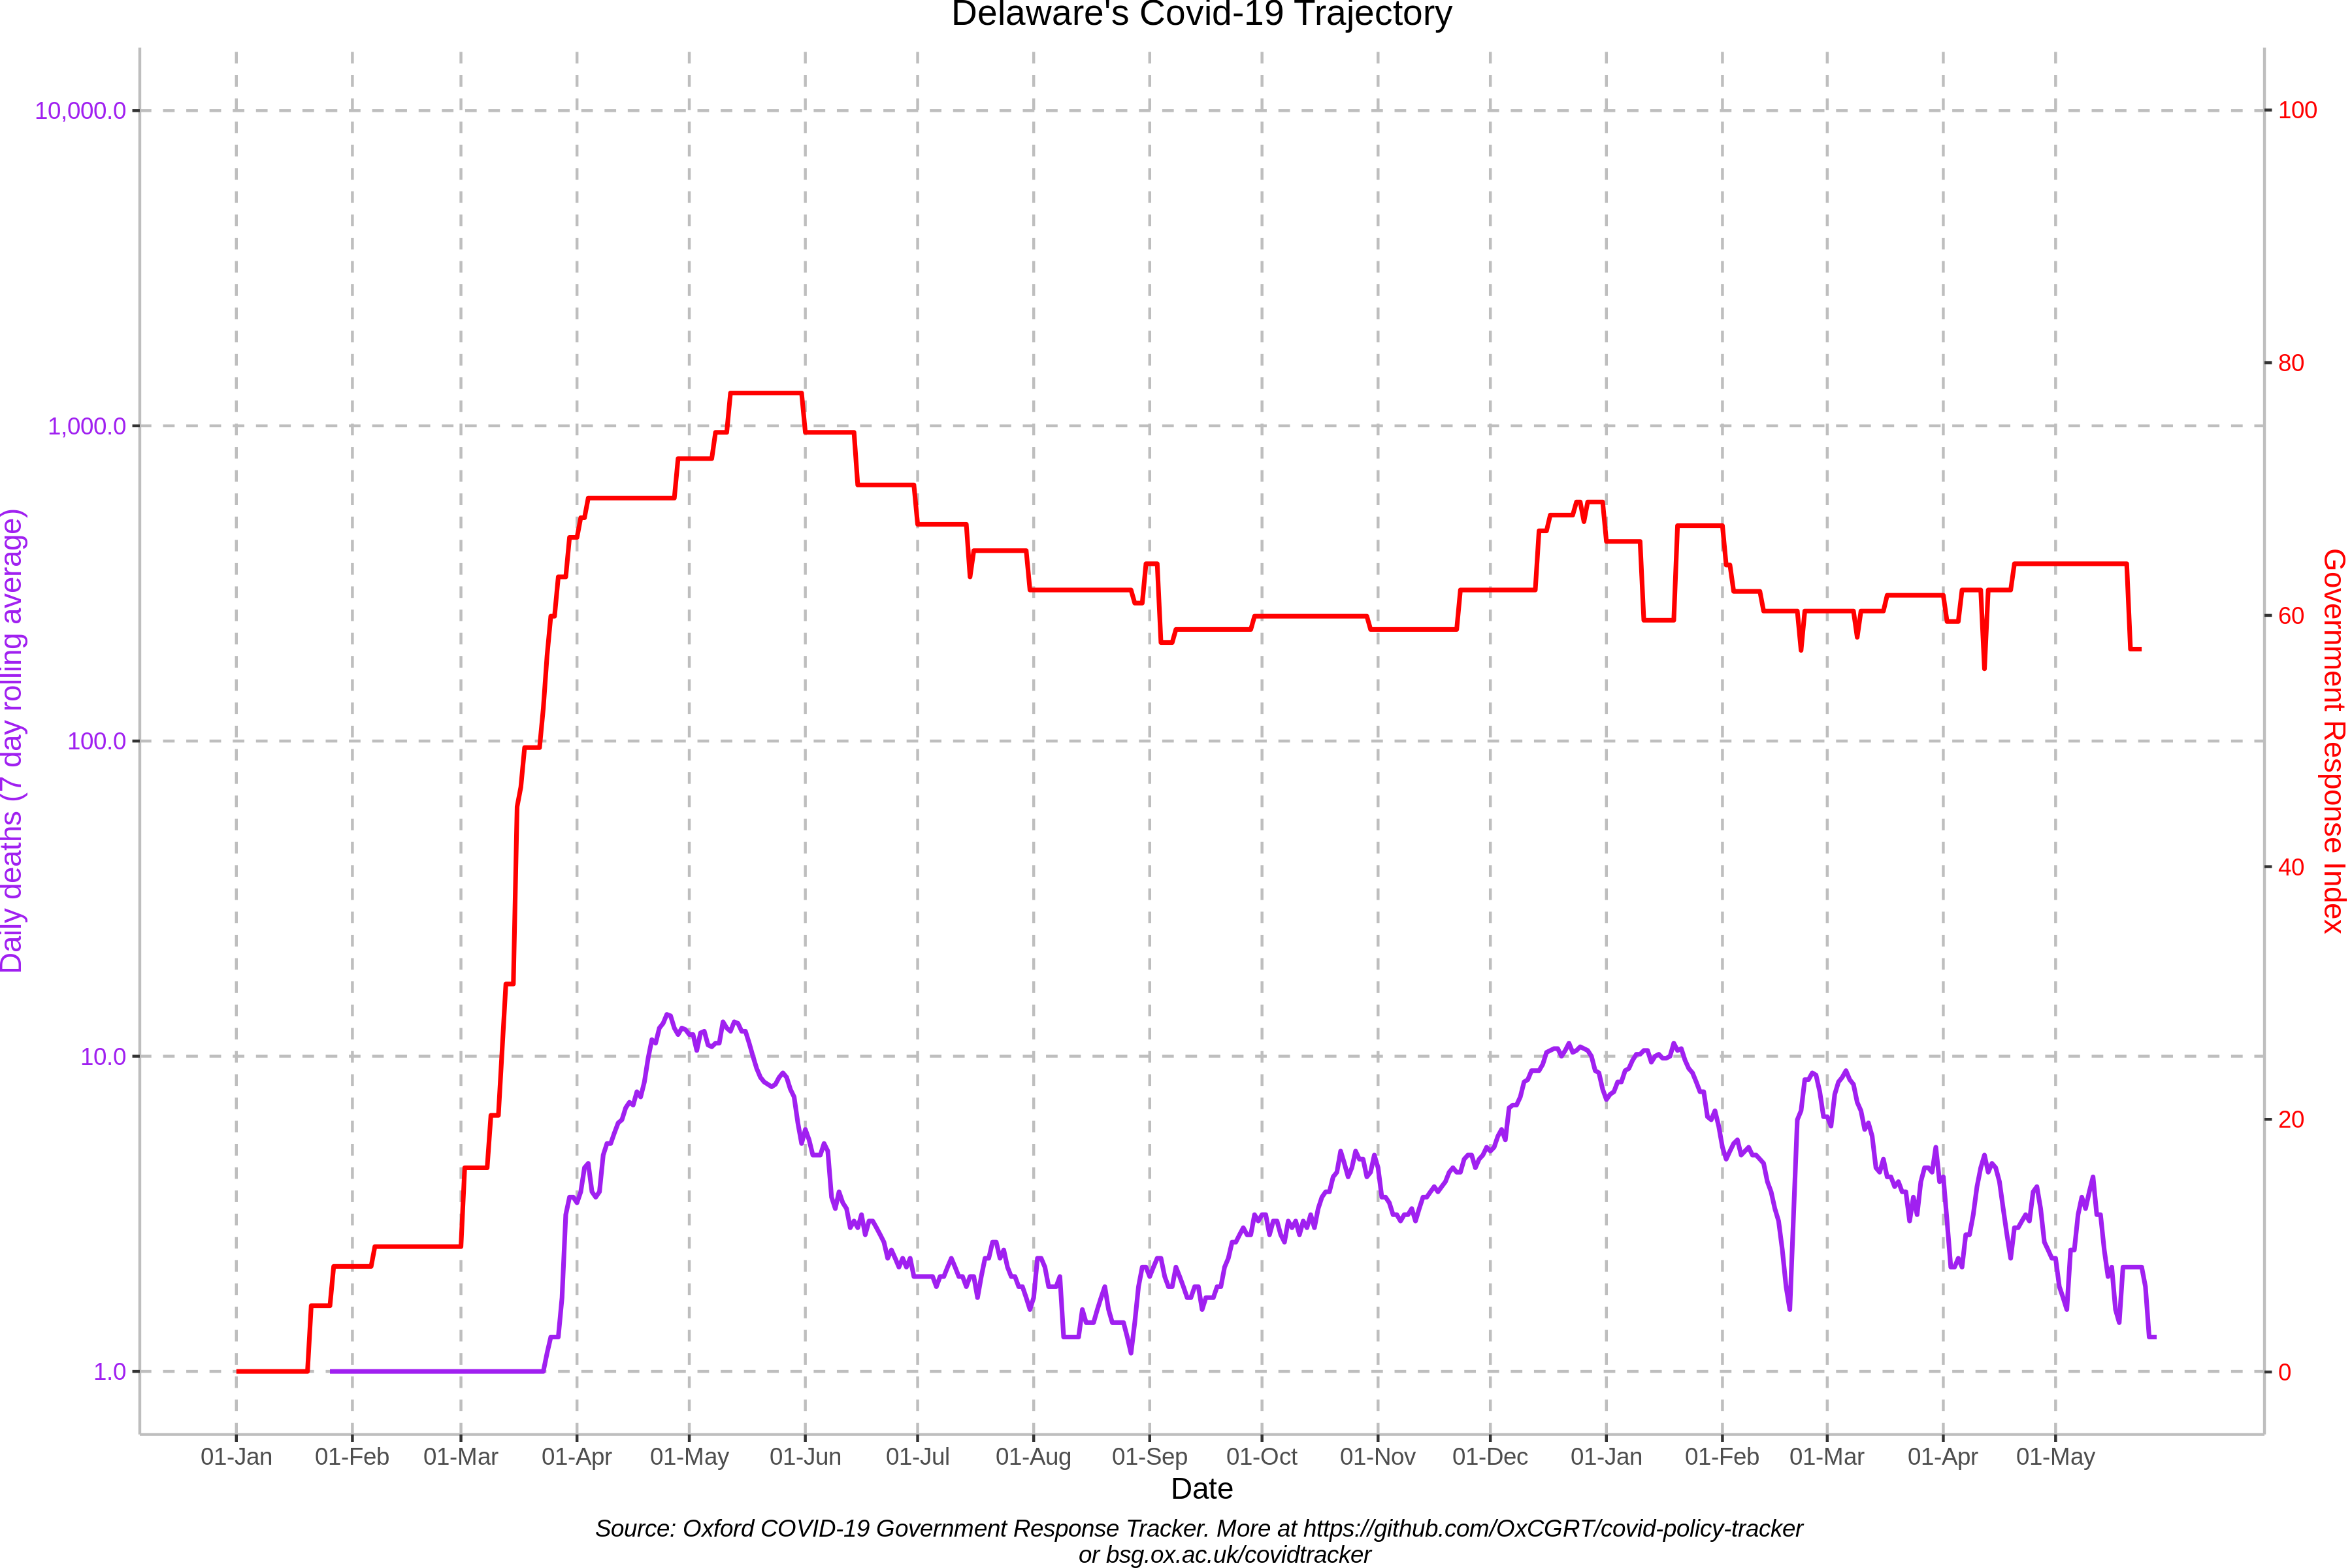 Delaware's Covid-19 Trajectory
10,000.0
1,000.0
100.0
10.0
1.0
Daily deaths (7 day rolling average)
100
80
60
40
20
0
Government Response Index
01-Jan 01-Feb 01-Mar 01-Apr 01-May 01-Jun 01-Jul 01-Aug 01-Sep 01-Oct 01-Nov 01-Dec 01-Jan 01-Feb 01-Mar 01-Apr 01-May
Date
Source: Oxford COVID-19 Government Response Tracker. More at https://github.com/OxCGRT/covid-policy-tracker
or bsg.ox.ac.uk/covidtracker